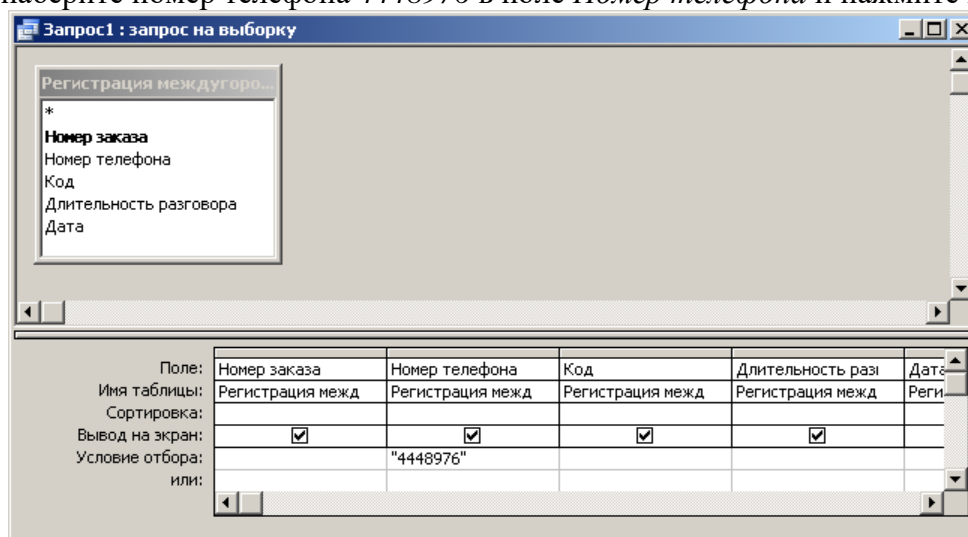 наберите номер телефона 4448976 в поле Номер телефона и нажмите
Запрос1 : запрос на выборку
Регистрация междугоро...
*
Номер заказа
Номер телефона
Код
Длительность разговора
Дата
Поле: Номер заказа Номер телефона Код Длительность разг Дата
Имя таблицы: Регистрация межд Регистрация межд Регистрация межд Регистрация межд Реги
Сортировка:
Вывод на экран:
Условие отбора: "4448976"
или: